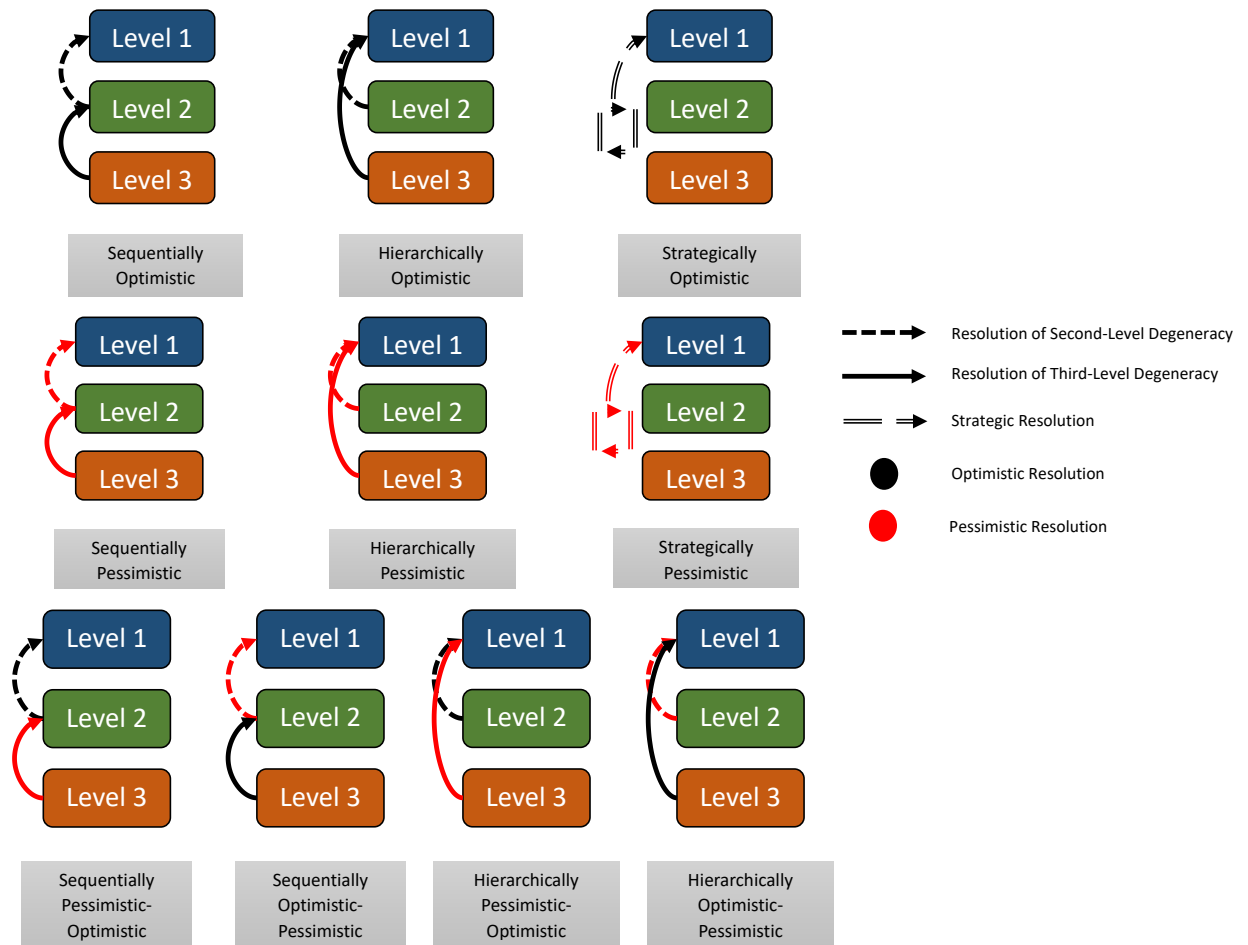 Level 1
Level 2
Level 3
Sequentially
Optimistic
Level 1
Level 2
Level 3
Hierarchically
Optimistic
Level 1
Level 2
Level 3
Strategically
Optimistic
Level 1
Level 2
Level 3
Sequentially
Pessimistic
Level 1
Level 2
Level 3
Hierarchically
Pessimistic
Level 1
Level 2
Level 3
Strategically
Pessimistic
Resolution of Second-Level Degeneracy
Resolution of Third-Level Degeneracy
Strategic Resolution
Optimistic Resolution
Pessimistic Resolution
Level 1
Level 2
Level 3
Sequentially
Pessimistic-
Optimistic
Level 1
Level 2
Level 3
Sequentially
Optimistic-
Pessimistic
Level 1
Level 2
Level 3
Hierarchically
Pessimistic-
Optimistic
Level 1
Level 2
Level 3
Hierarchically
Optimistic-
Pessimistic